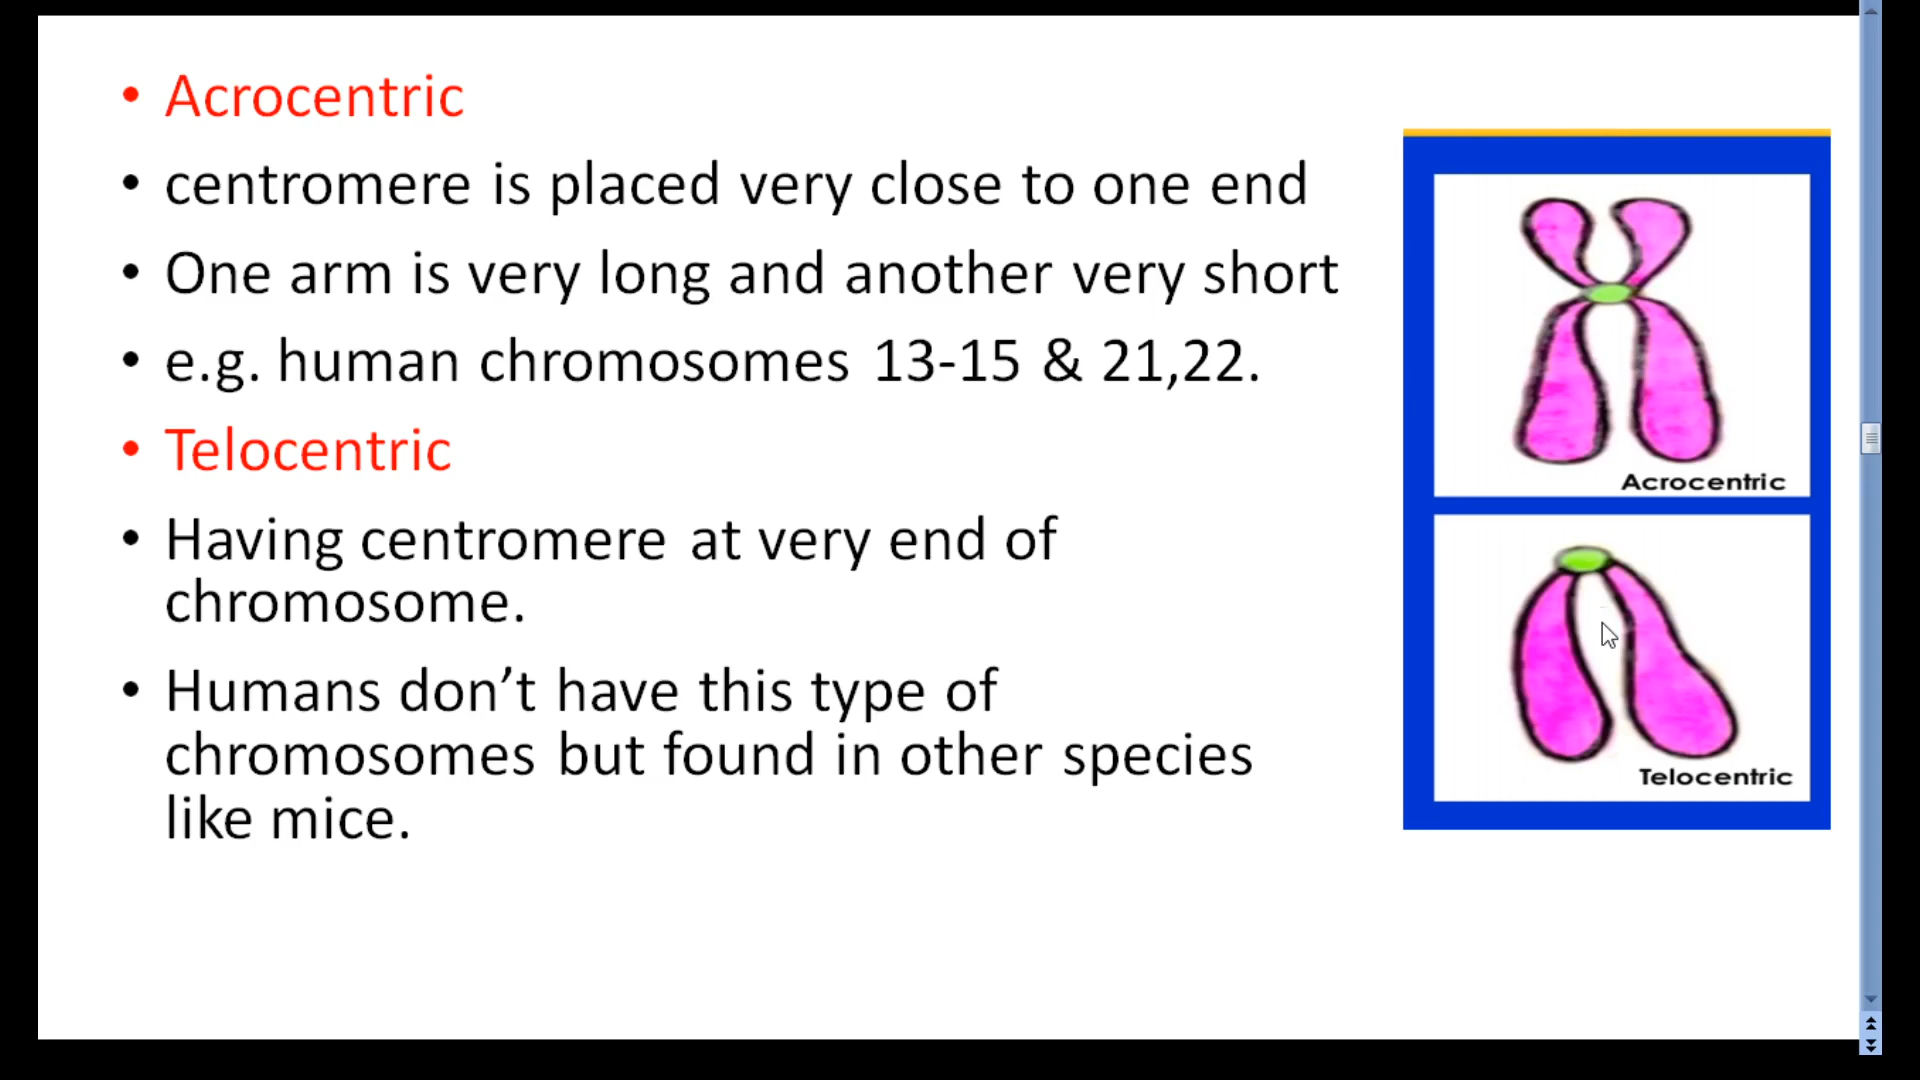 • Acrocentric
• centromere is placed very close to one end
• One arm is very long and another very short
• e.g. human chromosomes 13-15 & 21,22.
• Telocentric
• Having centromere at very end of
chromosome.
• Humans don’t have this type of
chromosomes but found in other species
like mice.
Acrocentric
Telocentric